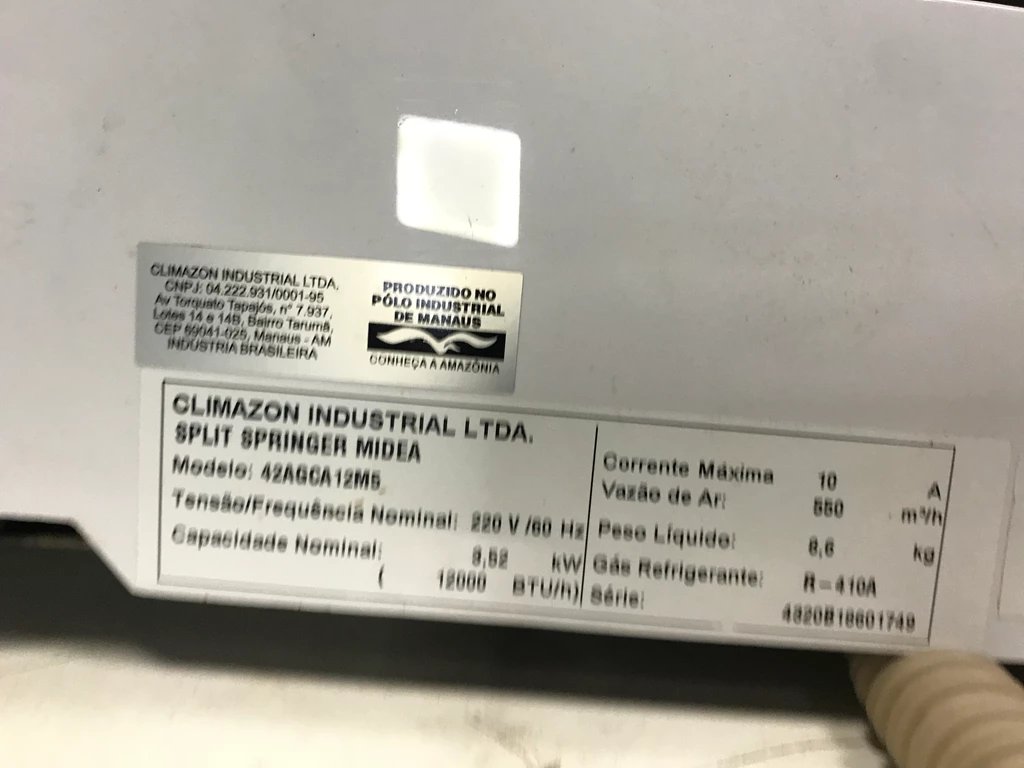 CLIMAZON INDUSTRIAL LTDA.
CNPJ: 04.222.931/0001-95
Av Torquato Tapajós, n° 7.937,
Lotes 14 e 14B, Bairro Tarumã,
CEP 69041-025, Manaus - AM
INDÚSTRIA BRASILEIRA
PRODUZIDO NO
PÓLO INDUSTRIAL
DE MANAUS
CONHEÇA A AMAZÔNIA
CLIMAZON INDUSTRIAL LTDA.
SPLIT SPRINGER MIDEA
Modelo: 42AGCA12M5
Tensão/Frequência Nominal: 220 V /60 Hz
Capacidade Nominal: 3,52 kW
( 12000 BTU/h)
Corrente Máxima 10 A
Vazão de Ar: 550 m³/h
Peso Líquido: 8,6 kg
Gás Refrigerante: R-410A
Série: 4320B18601749